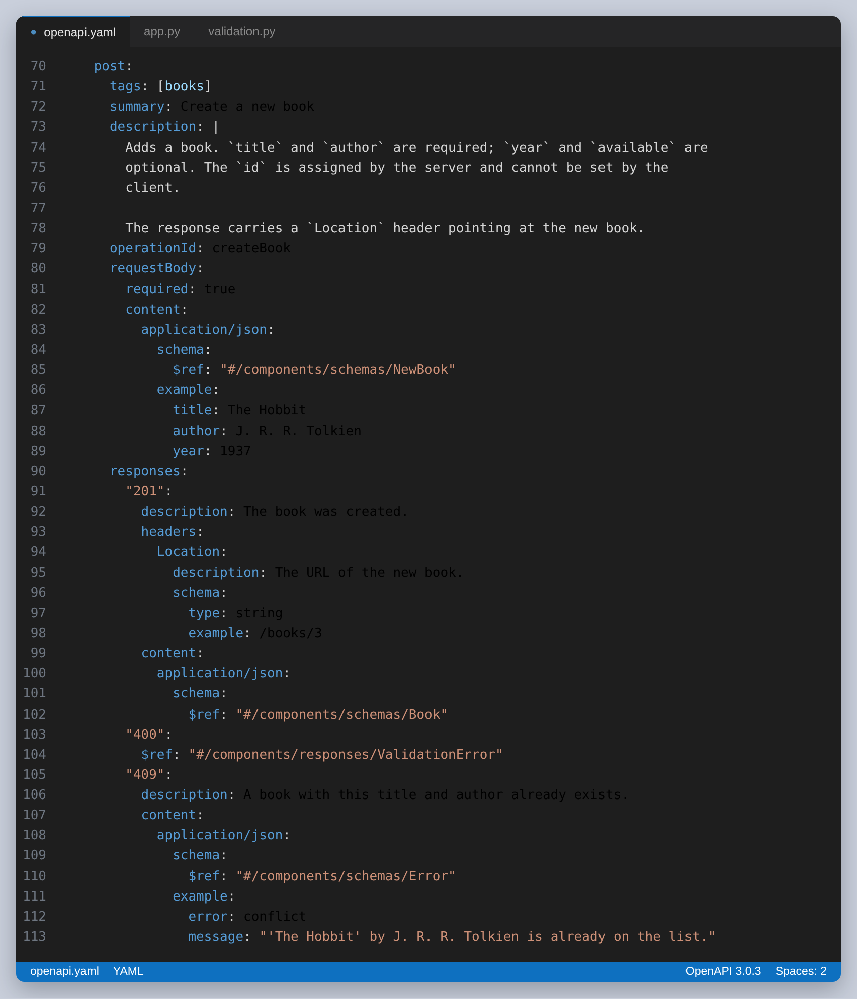 openapi.yaml app.py validation.py
70 post:
71 tags: [books]
72 summary: Create a new book
73 description: |
74 Adds a book. `title` and `author` are required; `year` and `available` are
75 optional. The `id` is assigned by the server and cannot be set by the
76 client.
77
78 The response carries a `Location` header pointing at the new book.
79 operationId: createBook
80 requestBody:
81 required: true
82 content:
83 application/json:
84 schema:
85 $ref: "#/components/schemas/NewBook"
86 example:
87 title: The Hobbit
88 author: J. R. R. Tolkien
89 year: 1937
90 responses:
91 "201":
92 description: The book was created.
93 headers:
94 Location:
95 description: The URL of the new book.
96 schema:
97 type: string
98 example: /books/3
99 content:
100 application/json:
101 schema:
102 $ref: "#/components/schemas/Book"
103 "400":
104 $ref: "#/components/responses/ValidationError"
105 "409":
106 description: A book with this title and author already exists.
107 content:
108 application/json:
109 schema:
110 $ref: "#/components/schemas/Error"
111 example:
112 error: conflict
113 message: "'The Hobbit' by J. R. R. Tolkien is already on the list."
openapi.yaml YAML OpenAPI 3.0.3 Spaces: 2